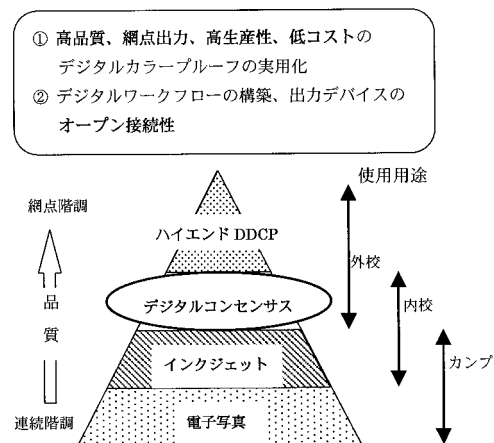 ① 高品質、網点出力、高生産性、低コストの
デジタルカラープルーフの実用化
② デジタルワークフローの構築、出力デバイスの
オープン接続性
使用用途
網点階調
ハイエンド DDCP
外校
品
質
デジタルコンセンサス
内校
インクジェット
カンプ
連続階調
電子写真